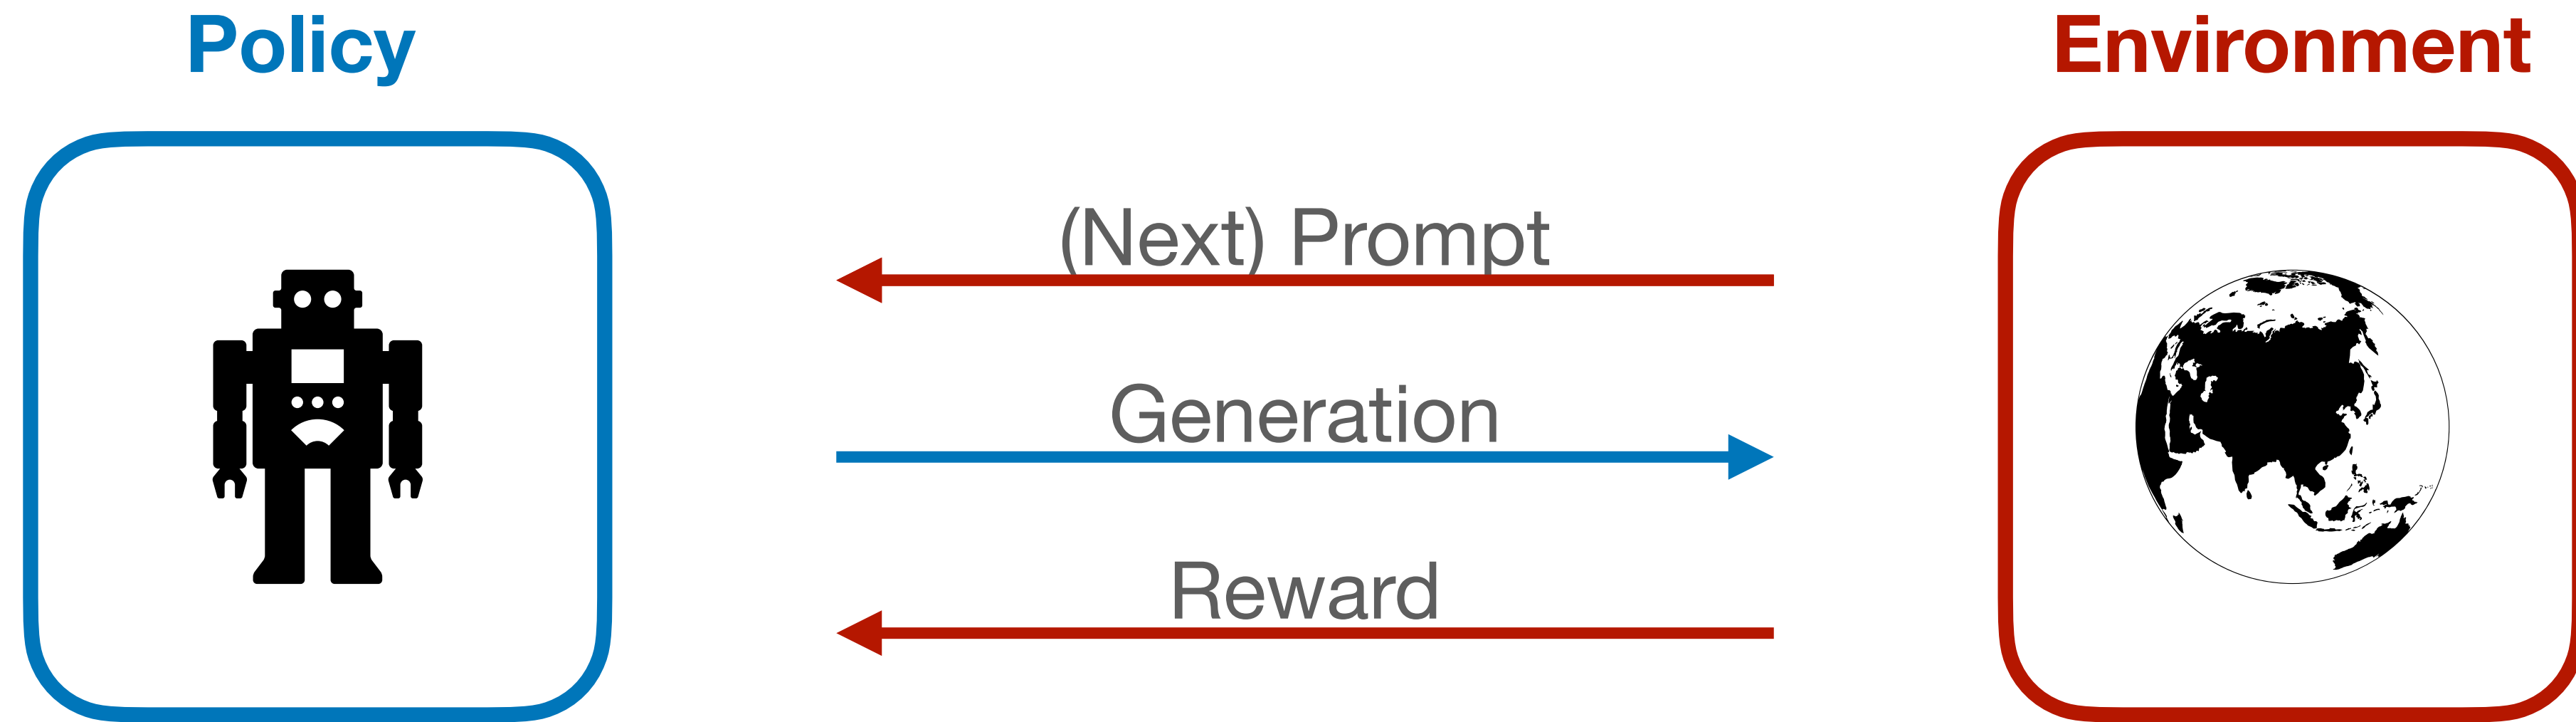 Policy
Environment
(Next) Prompt
Generation
Reward